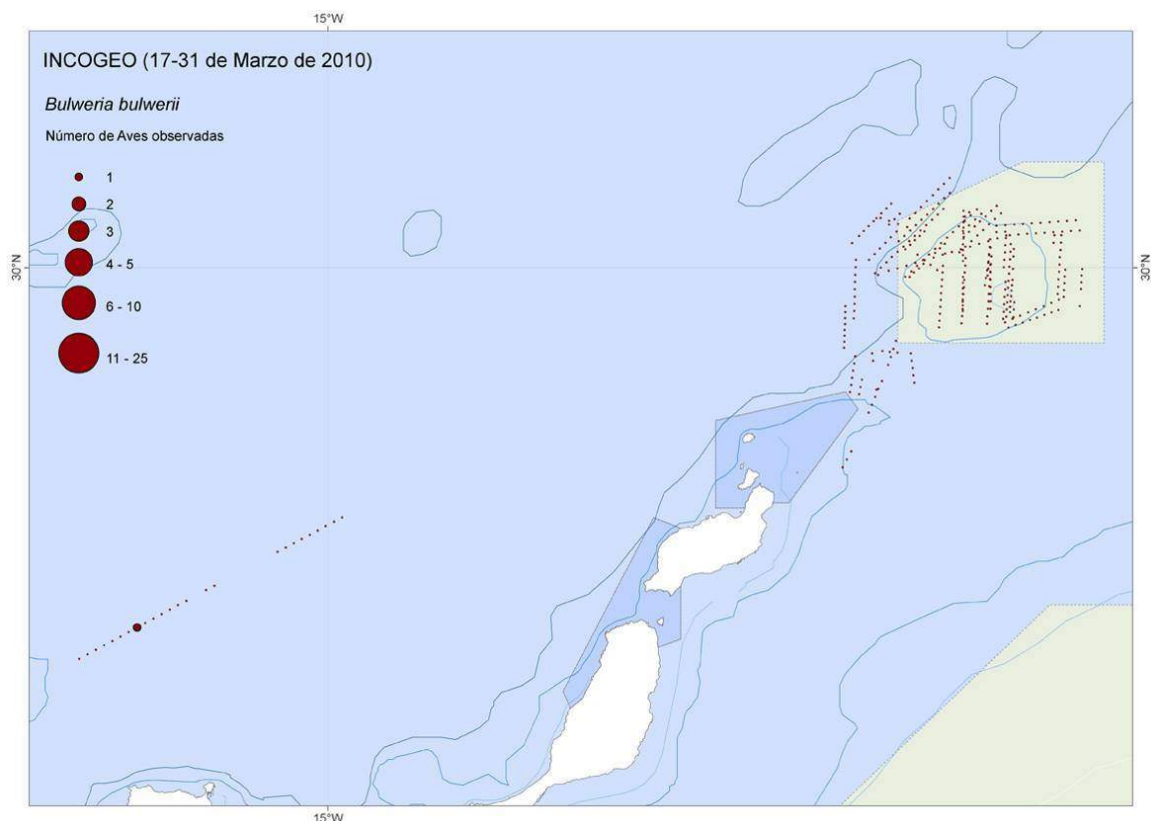 15°W
INCOGEO (17-31 de Marzo de 2010)
Bulweria bulwerii
Número de Aves observadas
1
2
3
4 - 5
6 - 10
11 - 25
30°N
30°N
15°W